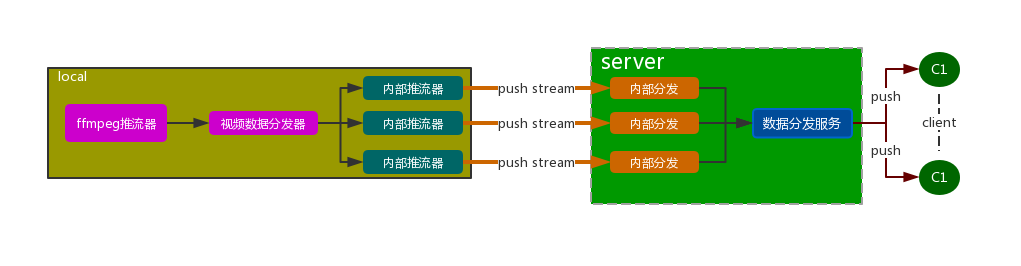 local
ffmpeg推流器
视频数据分发器
内部推流器
内部推流器
内部推流器
push stream
push stream
push stream
server
内部分发
内部分发
内部分发
数据分发服务
push
push
C1
client
C1